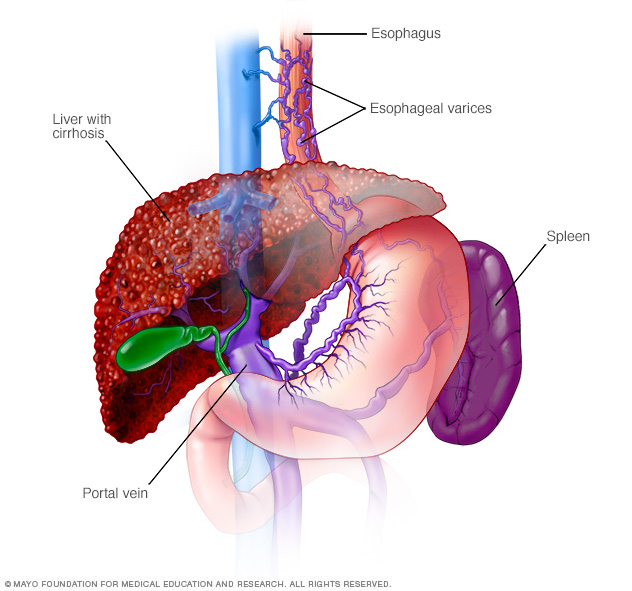 Esophagus
Esophageal varices
Liver with
cirrhosis
Spleen
Portal vein
© MAYO FOUNDATION FOR MEDICAL EDUCATION AND RESEARCH. ALL RIGHTS RESERVED.